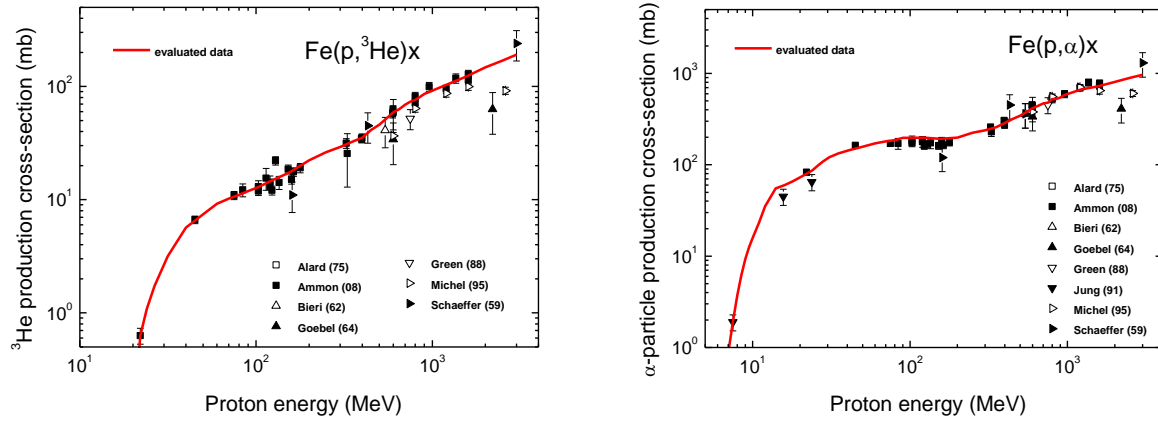 evaluated data
Fe(p,³He)x
³He production cross-section (mb)
10²
10¹
10⁰
Alard (75)
Ammon (08)
Bieri (62)
Goebel (64)
Green (88)
Michel (95)
Schaeffer (59)
10¹
10²
10³
Proton energy (MeV)
evaluated data
Fe(p,α)x
α-particle production cross-section (mb)
10⁴
10³
10²
10¹
10⁰
Alard (75)
Ammon (08)
Bieri (62)
Goebel (64)
Green (88)
Jung (91)
Michel (95)
Schaeffer (59)
10¹
10²
10³
Proton energy (MeV)